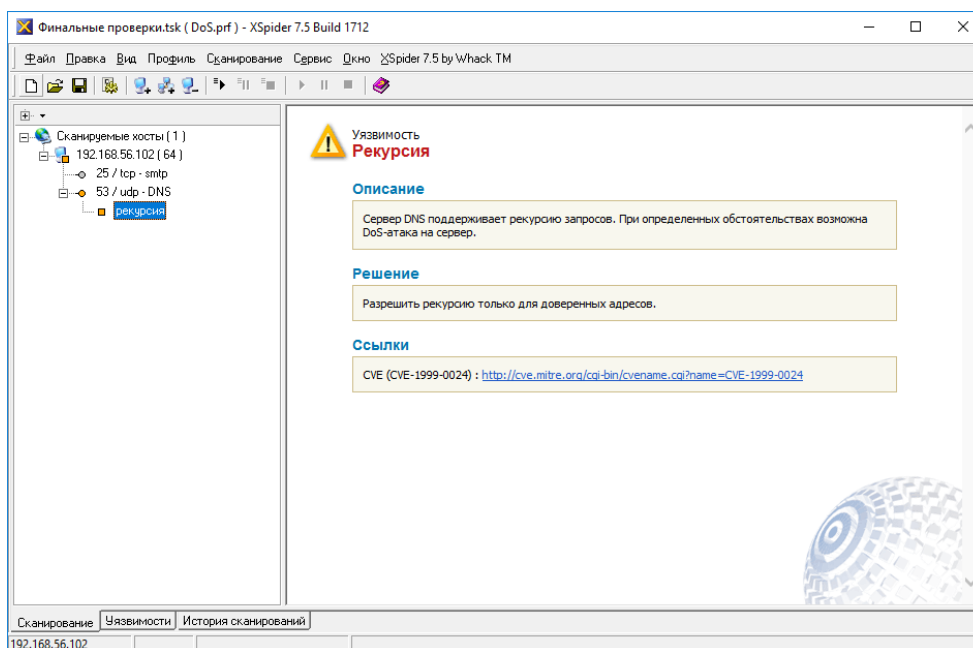 Финальные проверки.tsk ( DoS.prf ) - XSpider 7.5 Build 1712
Файл Правка Вид Профиль Сканирование Сервис Окно XSpider 7.5 by Whack TM
Сканируемые хосты ( 1 )
192.168.56.102 ( 64 )
25 / tcp - smtp
53 / udp - DNS
рекурсия
Уязвимость
Рекурсия
Описание
Сервер DNS поддерживает рекурсию запросов. При определенных обстоятельствах возможна
DoS-атака на сервер.
Решение
Разрешить рекурсию только для доверенных адресов.
Ссылки
CVE (CVE-1999-0024) : http://cve.mitre.org/cgi-bin/cvename.cgi?name=CVE-1999-0024
Сканирование Уязвимости История сканирований
192.168.56.102